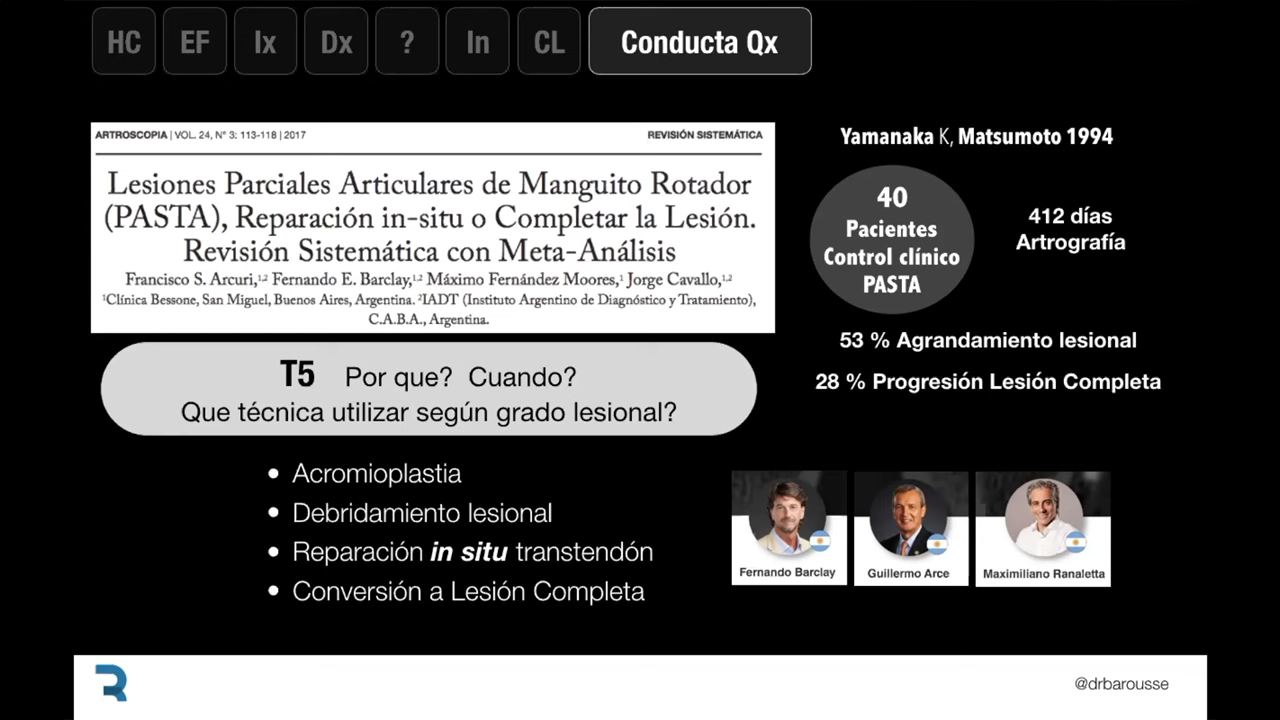 HC EF Ix Dx ? In CL Conducta Qx
ARTROSCOPIA | VOL. 24, N° 3: 113-118 | 2017
REVISIÓN SISTEMÁTICA
Lesiones Parciales Articulares de Manguito Rotador
(PASTA), Reparación in-situ o Completar la Lesión.
Revisión Sistemática con Meta-Análisis
Francisco S. Arcuri,¹,² Fernando E. Barclay,¹,² Máximo Fernández Moores,¹ Jorge Cavallo,¹,²
¹Clínica Bessone, San Miguel, Buenos Aires, Argentina. ²IADT (Instituto Argentino de Diagnóstico y Tratamiento),
C.A.B.A., Argentina.
T5 Por que? Cuando?
Que técnica utilizar según grado lesional?
Acromioplastia
Debridamiento lesional
Reparación in situ transtendón
Conversión a Lesión Completa
Yamanaka K, Matsumoto 1994
40
Pacientes
Control clínico
PASTA
412 días
Artrografía
53 % Agrandamiento lesional
28 % Progresión Lesión Completa
Fernando Barclay
Guillermo Arce
Maximiliano Ranaletta
@drbarousse